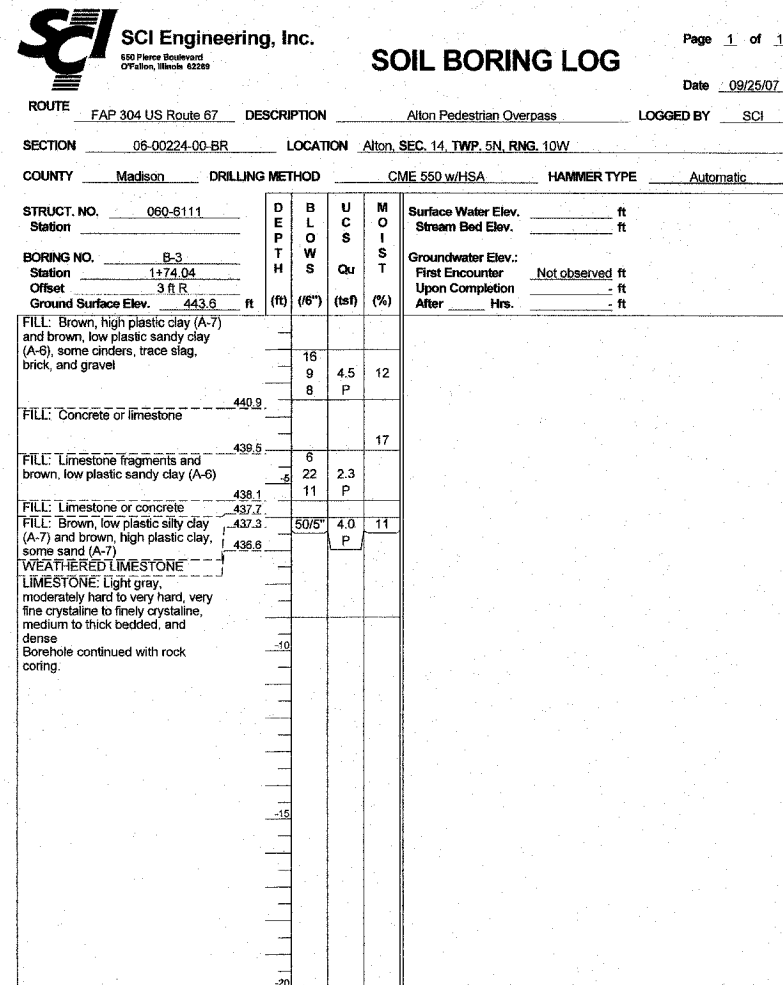 SCI
SCI Engineering, Inc.
650 Pierce Boulevard
O'Fallon, Illinois 62269
SOIL BORING LOG
Page 1 of 1
Date 09/25/07
ROUTE FAP 304 US Route 67 DESCRIPTION Alton Pedestrian Overpass LOGGED BY SCI
SECTION 06-00224-00-BR LOCATION Alton, SEC. 14, TWP. 5N, RNG. 10W
COUNTY Madison DRILLING METHOD CME 550 w/HSA HAMMER TYPE Automatic
STRUCT. NO. 060-6111
Station
BORING NO. B-3
Station 1+74.04
Offset 3 ft R
Ground Surface Elev. 443.6 ft
DEPTH (ft)
BLOWS (/6")
UCS Qu (tsf)
MOIST (%)
Surface Water Elev. ft
Stream Bed Elev. ft
Groundwater Elev.:
First Encounter Not observed ft
Upon Completion - ft
After Hrs. - ft
FILL: Brown, high plastic clay (A-7)
and brown, low plastic sandy clay
(A-6), some cinders, trace slag,
brick, and gravel
16
9 4.5 12
8 P
440.9
FILL: Concrete or limestone
17
439.5
FILL: Limestone fragments and
brown, low plastic sandy clay (A-6)
6
-5 22 2.3
11 P
438.1
FILL: Limestone or concrete 437.7
FILL: Brown, low plastic silty clay 437.3 50/5" 4.0 11
(A-7) and brown, high plastic clay, 436.6 P
some sand (A-7)
WEATHERED LIMESTONE
LIMESTONE: Light gray,
moderately hard to very hard, very
fine crystaline to finely crystaline,
medium to thick bedded, and
dense
Borehole continued with rock
coring.
-10
-15
-20